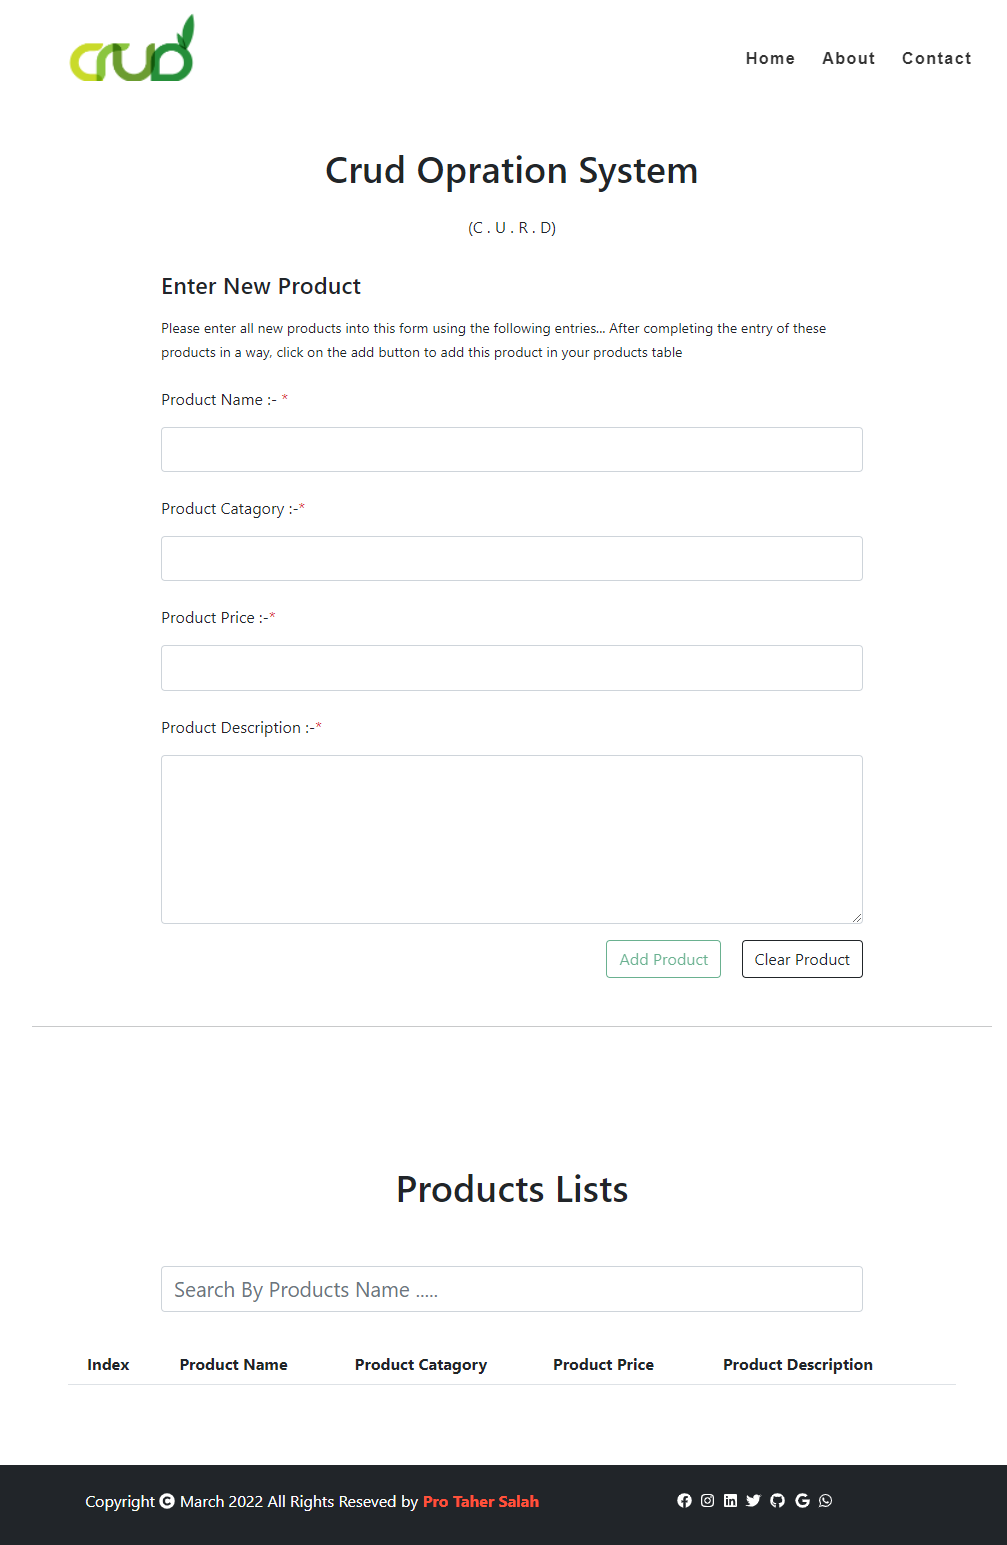 crud
Home About Contact
Crud Opration System
(C . U . R . D)
Enter New Product
Please enter all new products into this form using the following entries... After completing the entry of these
products in a way, click on the add button to add this product in your products table
Product Name :- *
Product Catagory :-*
Product Price :-*
Product Description :-*
Add Product Clear Product
Products Lists
Search By Products Name .....
Index Product Name Product Catagory Product Price Product Description
Copyright © March 2022 All Rights Reseved by Pro Taher Salah